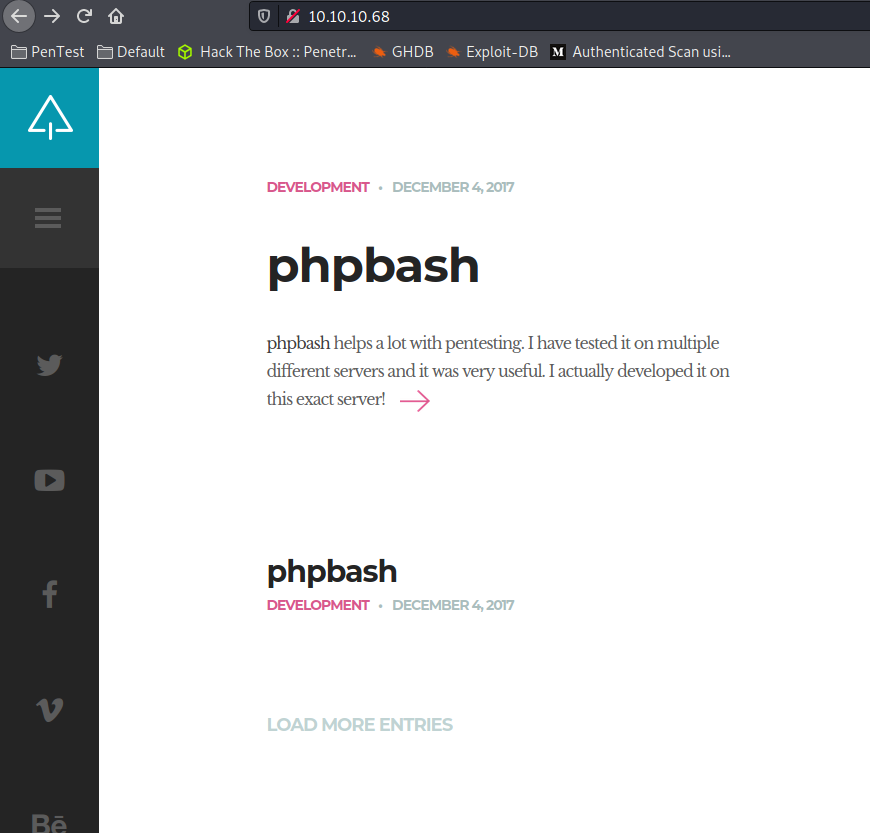 10.10.10.68
PenTest Default Hack The Box :: Penetr... GHDB Exploit-DB M Authenticated Scan usi...
DEVELOPMENT • DECEMBER 4, 2017
phpbash
phpbash helps a lot with pentesting. I have tested it on multiple
different servers and it was very useful. I actually developed it on
this exact server!
phpbash
DEVELOPMENT • DECEMBER 4, 2017
LOAD MORE ENTRIES
Bē